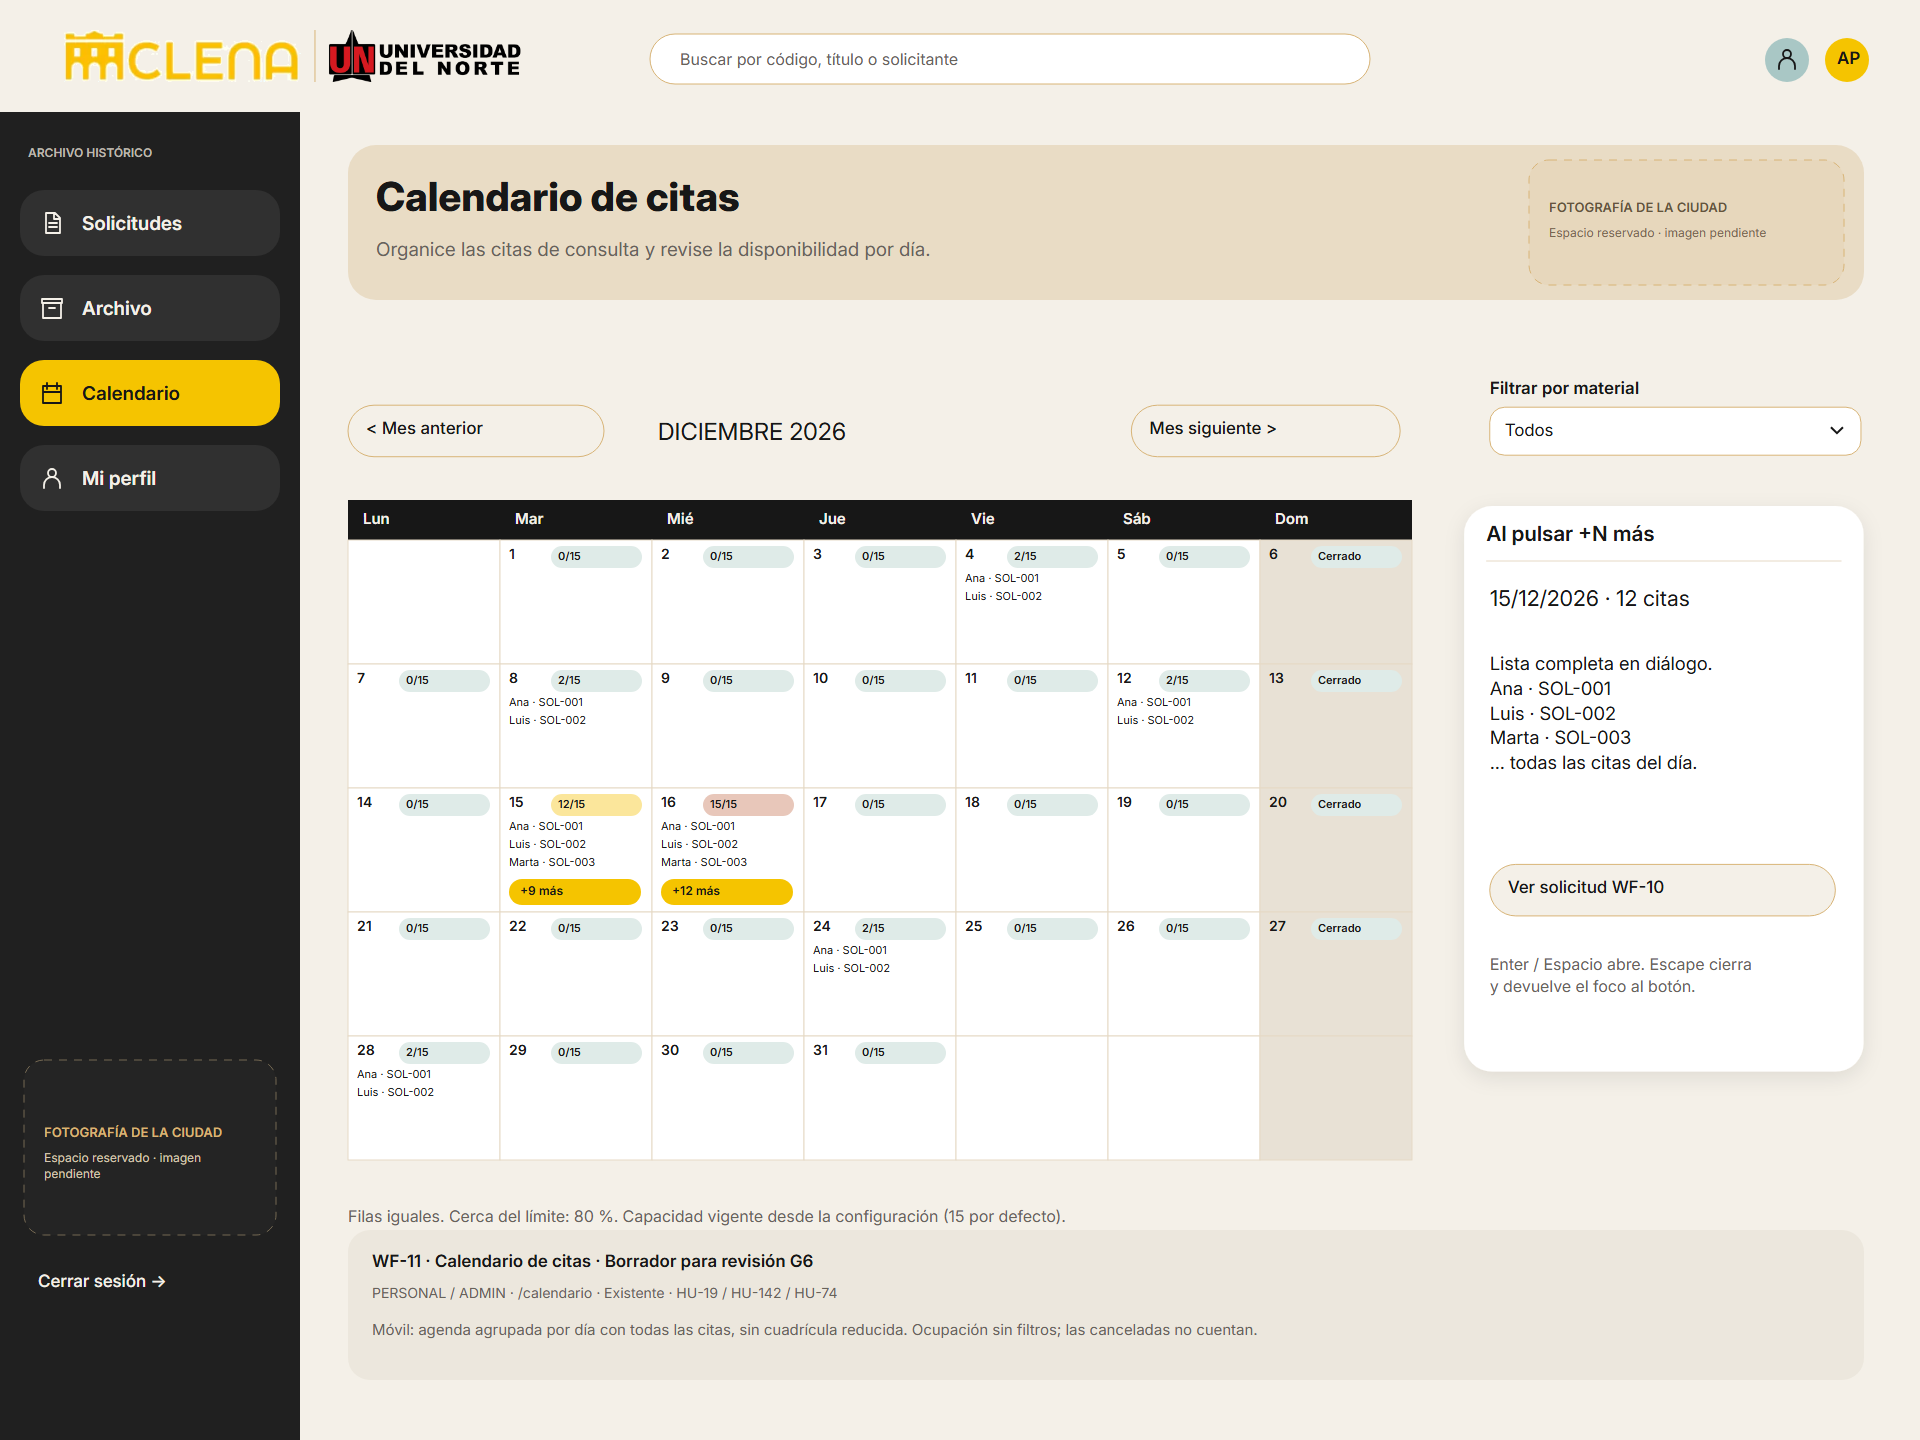 CLENA
UNIVERSIDAD
DEL NORTE
UN
Buscar por código, título o solicitante
AP
ARCHIVO HISTÓRICO
Solicitudes
Archivo
Calendario
Mi perfil
FOTOGRAFÍA DE LA CIUDAD
Espacio reservado · imagen
pendiente
Cerrar sesión →
Calendario de citas
Organice las citas de consulta y revise la disponibilidad por día.
FOTOGRAFÍA DE LA CIUDAD
Espacio reservado · imagen pendiente
< Mes anterior
DICIEMBRE 2026
Mes siguiente >
Filtrar por material
Todos
Lun Mar Mié Jue Vie Sáb Dom
1 0/15 2 0/15 3 0/15 4 2/15 5 0/15 6 Cerrado
Ana · SOL-001
Luis · SOL-002
7 0/15 8 2/15 9 0/15 10 0/15 11 0/15 12 2/15 13 Cerrado
Ana · SOL-001 Ana · SOL-001
Luis · SOL-002 Luis · SOL-002
14 0/15 15 12/15 16 15/15 17 0/15 18 0/15 19 0/15 20 Cerrado
Ana · SOL-001 Ana · SOL-001
Luis · SOL-002 Luis · SOL-002
Marta · SOL-003 Marta · SOL-003
+9 más +12 más
21 0/15 22 0/15 23 0/15 24 2/15 25 0/15 26 0/15 27 Cerrado
Ana · SOL-001
Luis · SOL-002
28 2/15 29 0/15 30 0/15 31 0/15
Ana · SOL-001
Luis · SOL-002
Al pulsar +N más
15/12/2026 · 12 citas
Lista completa en diálogo.
Ana · SOL-001
Luis · SOL-002
Marta · SOL-003
... todas las citas del día.
Ver solicitud WF-10
Enter / Espacio abre. Escape cierra
y devuelve el foco al botón.
Filas iguales. Cerca del límite: 80 %. Capacidad vigente desde la configuración (15 por defecto).
WF-11 · Calendario de citas · Borrador para revisión G6
PERSONAL / ADMIN · /calendario · Existente · HU-19 / HU-142 / HU-74
Móvil: agenda agrupada por día con todas las citas, sin cuadrícula reducida. Ocupación sin filtros; las canceladas no cuentan.